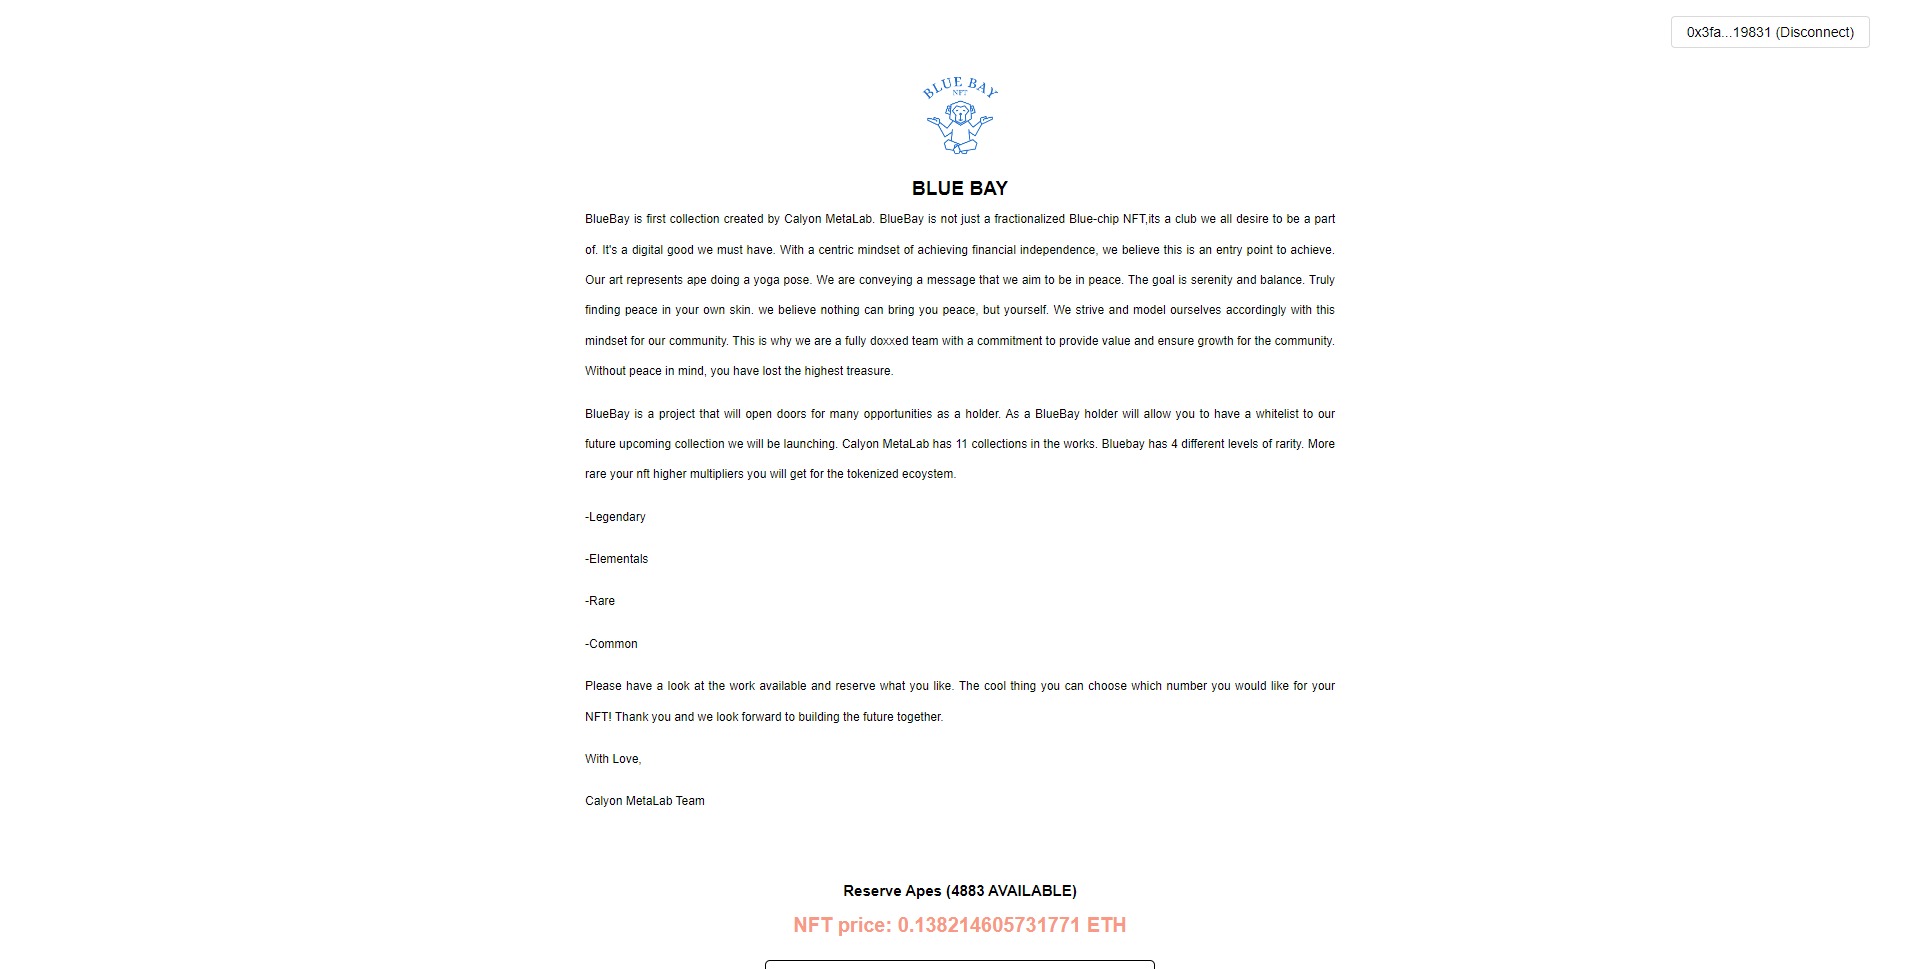 0x3fa...19831 (Disconnect)
BLUE BAY
NFT
BLUE BAY
BlueBay is first collection created by Calyon MetaLab. BlueBay is not just a fractionalized Blue-chip NFT,its a club we all desire to be a part
of. It's a digital good we must have. With a centric mindset of achieving financial independence, we believe this is an entry point to achieve.
Our art represents ape doing a yoga pose. We are conveying a message that we aim to be in peace. The goal is serenity and balance. Truly
finding peace in your own skin. we believe nothing can bring you peace, but yourself. We strive and model ourselves accordingly with this
mindset for our community. This is why we are a fully doxxed team with a commitment to provide value and ensure growth for the community.
Without peace in mind, you have lost the highest treasure.
BlueBay is a project that will open doors for many opportunities as a holder. As a BlueBay holder will allow you to have a whitelist to our
future upcoming collection we will be launching. Calyon MetaLab has 11 collections in the works. Bluebay has 4 different levels of rarity. More
rare your nft higher multipliers you will get for the tokenized ecoystem.
-Legendary
-Elementals
-Rare
-Common
Please have a look at the work available and reserve what you like. The cool thing you can choose which number you would like for your
NFT! Thank you and we look forward to building the future together.
With Love,
Calyon MetaLab Team
Reserve Apes (4883 AVAILABLE)
NFT price: 0.138214605731771 ETH